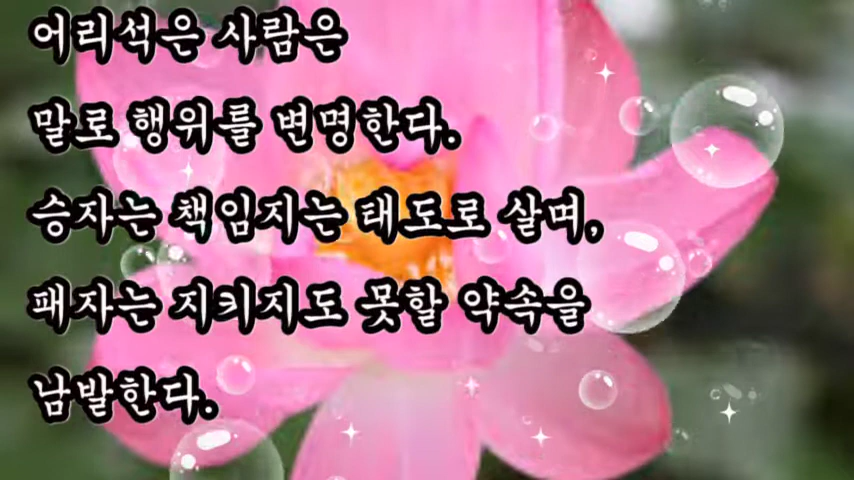 어리석은 사람은
말로 행위를 변명한다.
승자는 책임지는 태도로 살며,
패자는 지키지도 못할 약속을
남발한다.